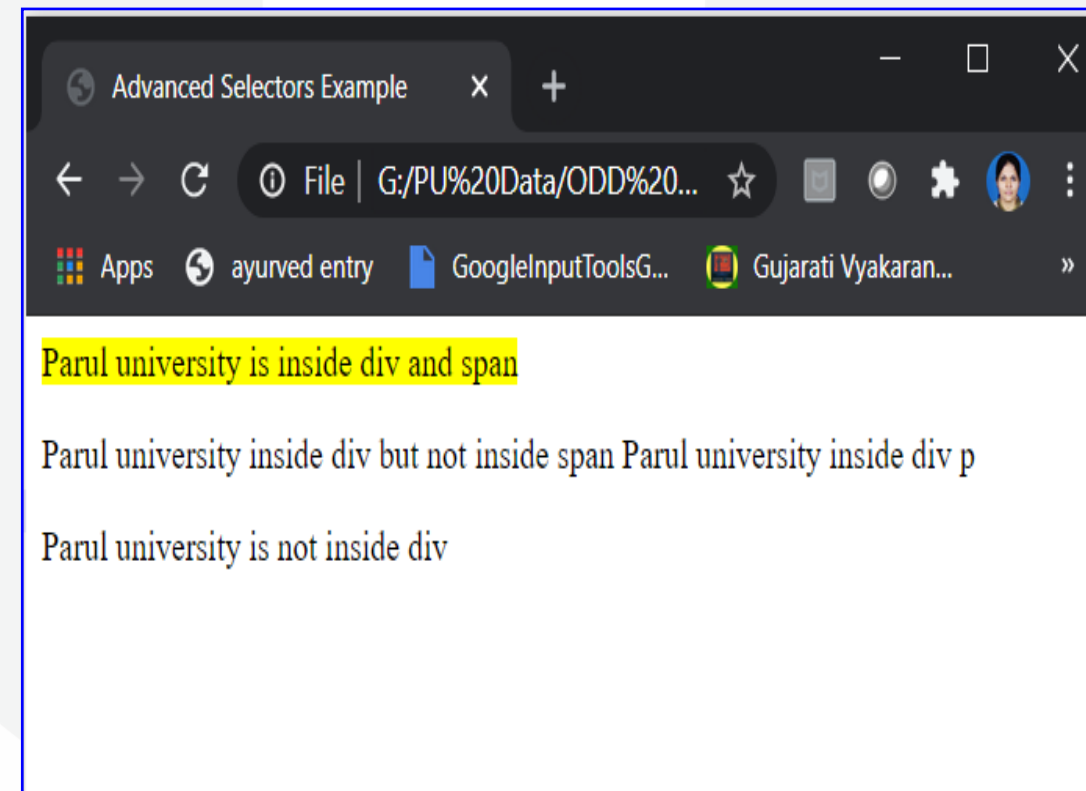 Advanced Selectors Example
File G:/PU%20Data/ODD%20...
Apps ayurved entry GoogleInputToolsG... Gujarati Vyakaran... »
Parul university is inside div and span
Parul university inside div but not inside span Parul university inside div p
Parul university is not inside div